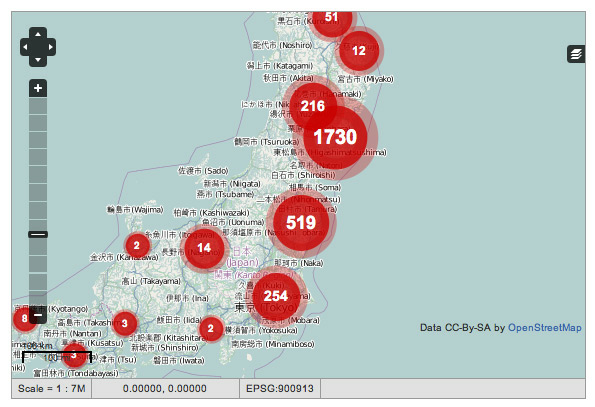 51
黒石市 (Kuro
能代市 (Noshiro)
12
潟上市 (Katagami)
秋田市 (Akita)
宮古市 (Miyako)
(Hanamaki)
にかほ市 (Nik
216
湯沢市
1730
鶴岡市 (Tsuruoka)
東松島市 (Higashimatsushima)
名取市
佐渡市 (Sado)
白石市 (Shiroishi)
新潟市 (Niigata)
相馬市 (Soma)
燕市 (Tsubame)
二本松市 (Nihonmatsu)
輪島市(Wajima)
柏崎市 (Kashiwazaki)
519
魚沼市 (Uonuma)
糸魚川市 (Itoigawa)
那須塩原市
2
14
長野市
日本
(Japan)
金沢市 (Kanazawa)
那珂市 (Naka)
関東 (Kanto
高山 (Takayama)
伊那市 (Ina)
流山
254
東京 (Tokyo)
(Kyotango)
8
高島市 (Takashima)
3
飯田市 (Iida)
2
(Mobara)
横須賀市 (Yokosuka)
南丹市 (Nantan)
北設楽郡 (Kitashitara
草津市 (Kusatsu)
新城市 (Shinshiro)
南房総市 (Minamiboso)
100 km
3
津市 (Tsu)
磐田市 (Iwata)
富田林市 (Tondabayashi)
Data CC-By-SA by OpenStreetMap
Scale = 1 : 7M
0.00000, 0.00000
EPSG:900913